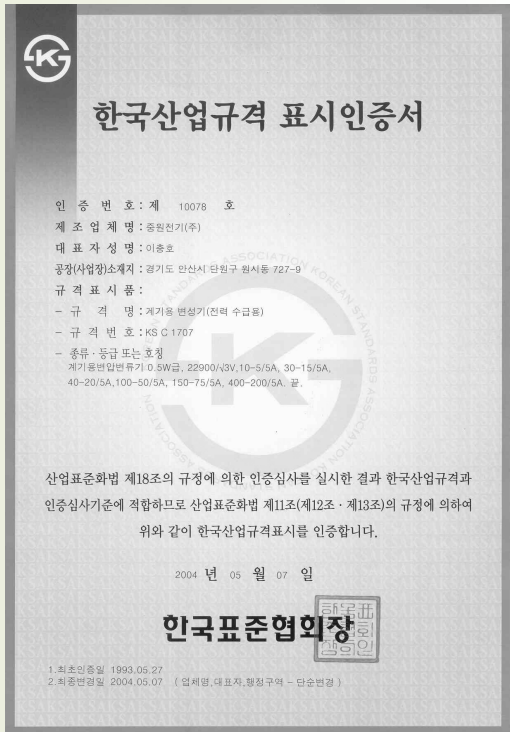 한국산업규격 표시인증서
인 증 번 호 : 제 10078 호
제 조 업 체 명 : 중원전기(주)
대 표 자 성 명 : 이충호
공장(사업장)소재지 : 경기도 안산시 단원구 원시동 727-9
규 격 표 시 품 :
- 규 격 명 : 계기용 변성기(전력 수급용)
- 규 격 번 호 : KS C 1707
- 종류 · 등급 또는 호칭
계기용변압변류기 0.5W급, 22900/√3V,10-5/5A, 30-15/5A,
40-20/5A,100-50/5A, 150-75/5A, 400-200/5A. 끝.
산업표준화법 제18조의 규정에 의한 인증심사를 실시한 결과 한국산업규격과
인증심사기준에 적합하므로 산업표준화법 제11조(제12조 · 제13조)의 규정에 의하여
위와 같이 한국산업규격표시를 인증합니다.
2004 년 05 월 07 일
한국표준협회장
1.최초인증일 1993.05.27
2.최종변경일 2004.05.07 ( 업체명,대표자,행정구역 - 단순변경 )